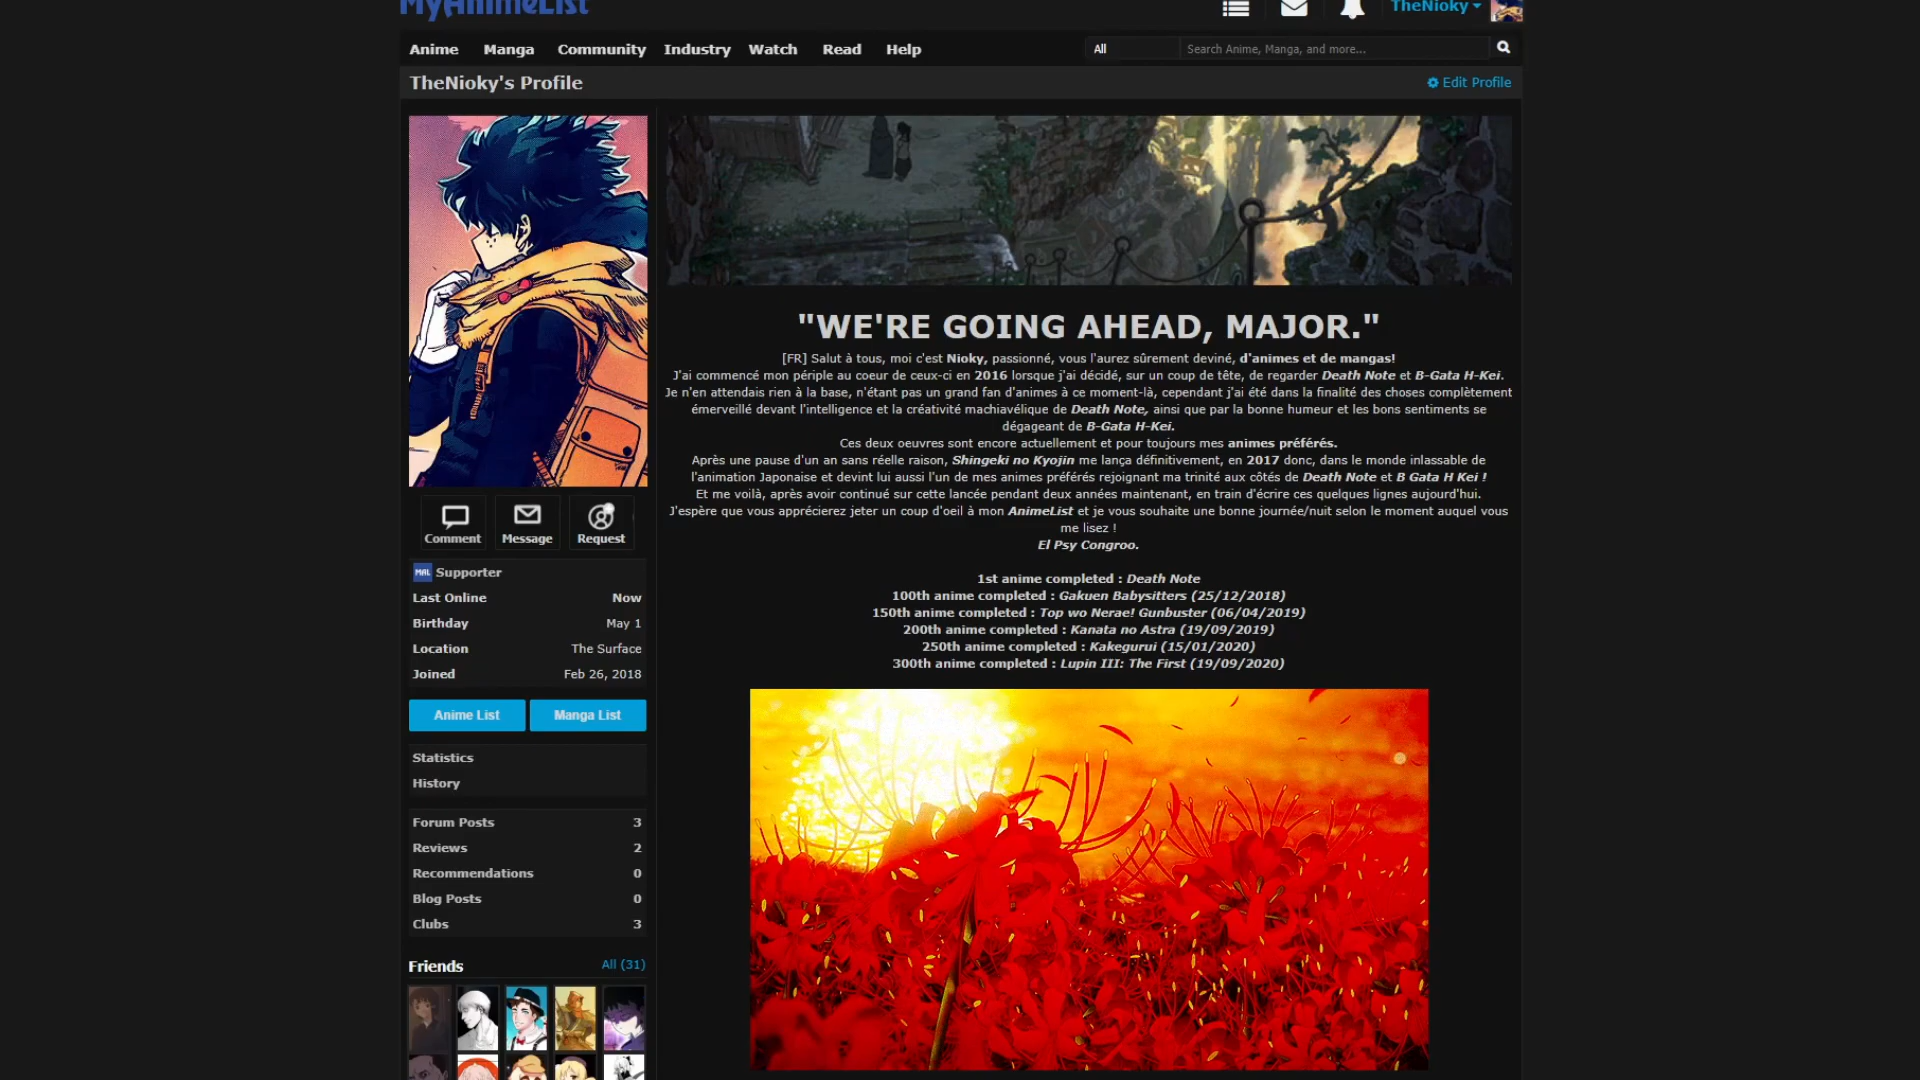 MyAnimeList
TheNioky
Anime Manga Community Industry Watch Read Help
All Search Anime, Manga, and more...
TheNioky's Profile
Edit Profile
"WE'RE GOING AHEAD, MAJOR."
[FR] Salut à tous, moi c'est Nioky, passionné, vous l'aurez sûrement deviné, d'animes et de mangas!
J'ai commencé mon périple au coeur de ceux-ci en 2016 lorsque j'ai décidé, sur un coup de tête, de regarder Death Note et B-Gata H-Kei.
Je n'en attendais rien à la base, n'étant pas un grand fan d'animes à ce moment-là, cependant j'ai été dans la finalité des choses complètement
émerveillé devant l'intelligence et la créativité machiavélique de Death Note, ainsi que par la bonne humeur et les bons sentiments se
dégageant de B-Gata H-Kei.
Ces deux oeuvres sont encore actuellement et pour toujours mes animes préférés.
Après une pause d'un an sans réelle raison, Shingeki no Kyojin me lança définitivement, en 2017 donc, dans le monde inlassable de
l'animation Japonaise et devint lui aussi l'un de mes animes préférés rejoignant ma trinité aux côtés de Death Note et B Gata H Kei !
Et me voilà, après avoir continué sur cette lancée pendant deux années maintenant, en train d'écrire ces quelques lignes aujourd'hui.
J'espère que vous apprécierez jeter un coup d'oeil à mon AnimeList et je vous souhaite une bonne journée/nuit selon le moment auquel vous
me lisez !
El Psy Congroo.
1st anime completed : Death Note
100th anime completed : Gakuen Babysitters (25/12/2018)
150th anime completed : Top wo Nerae! Gunbuster (06/04/2019)
200th anime completed : Kanata no Astra (19/09/2019)
250th anime completed : Kakegurui (15/01/2020)
300th anime completed : Lupin III: The First (19/09/2020)
Comment Message Request
MAL Supporter
Last Online Now
Birthday May 1
Location The Surface
Joined Feb 26, 2018
Anime List Manga List
Statistics
History
Forum Posts 3
Reviews 2
Recommendations 0
Blog Posts 0
Clubs 3
Friends All (31)